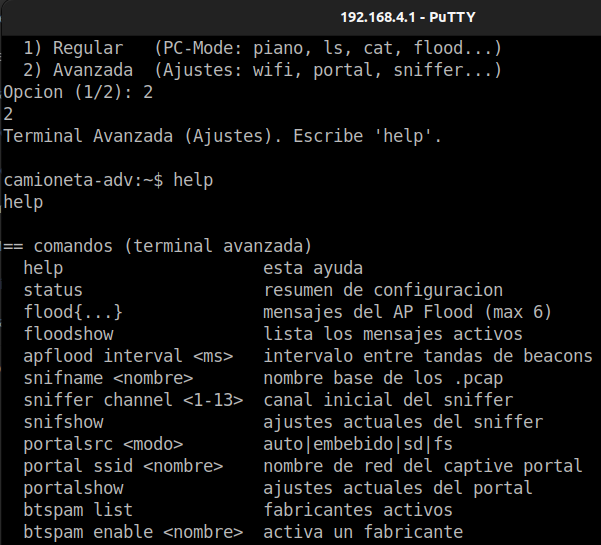 192.168.4.1 - PuTTY
1) Regular   (PC-Mode: piano, ls, cat, flood...)
2) Avanzada  (Ajustes: wifi, portal, sniffer...)
Opcion (1/2): 2
2
Terminal Avanzada (Ajustes). Escribe 'help'.
camioneta-adv:~$ help
help
== comandos (terminal avanzada)
help                    esta ayuda
status                  resumen de configuracion
flood{...}              mensajes del AP Flood (max 6)
floodshow               lista los mensajes activos
apflood interval <ms>   intervalo entre tandas de beacons
snifname <nombre>       nombre base de los .pcap
sniffer channel <1-13>  canal inicial del sniffer
snifshow                ajustes actuales del sniffer
portalsrc <modo>        auto|embebido|sd|fs
portal ssid <nombre>    nombre de red del captive portal
portalshow              ajustes actuales del portal
btspam list             fabricantes activos
btspam enable <nombre>  activa un fabricante